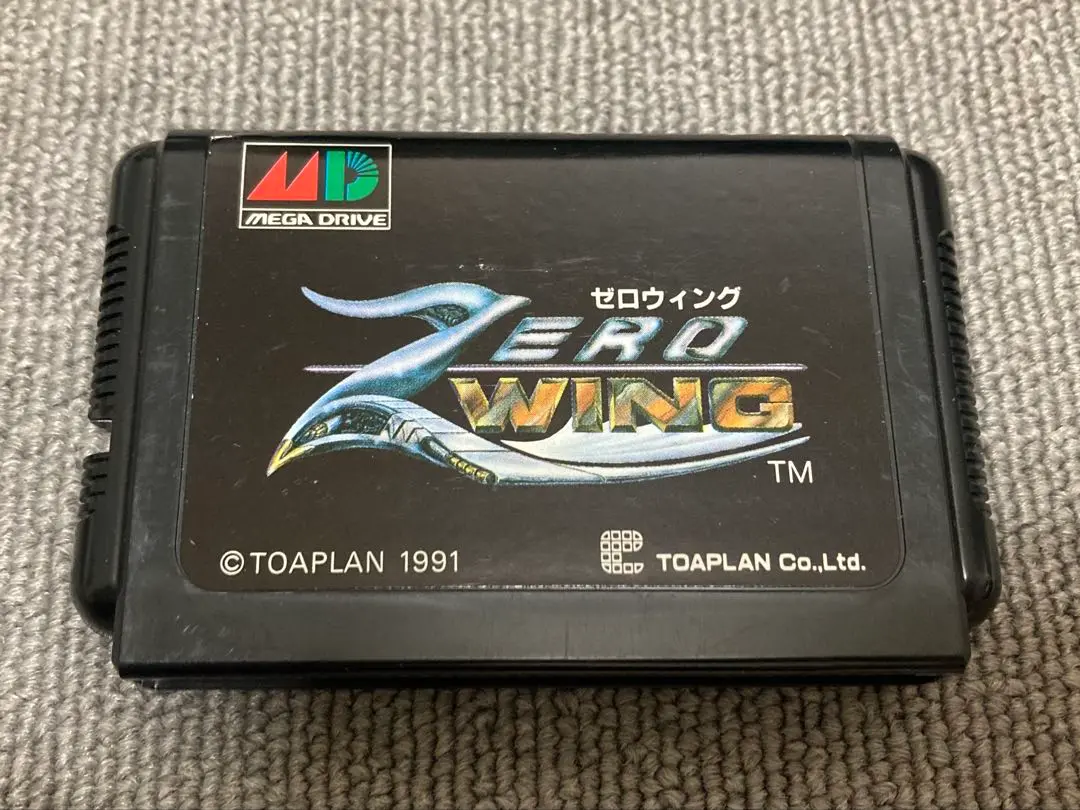 MD
MEGA DRIVE
ゼロウィング
ZERO
WING
TM
©TOAPLAN 1991
TOAPLAN Co.,Ltd.